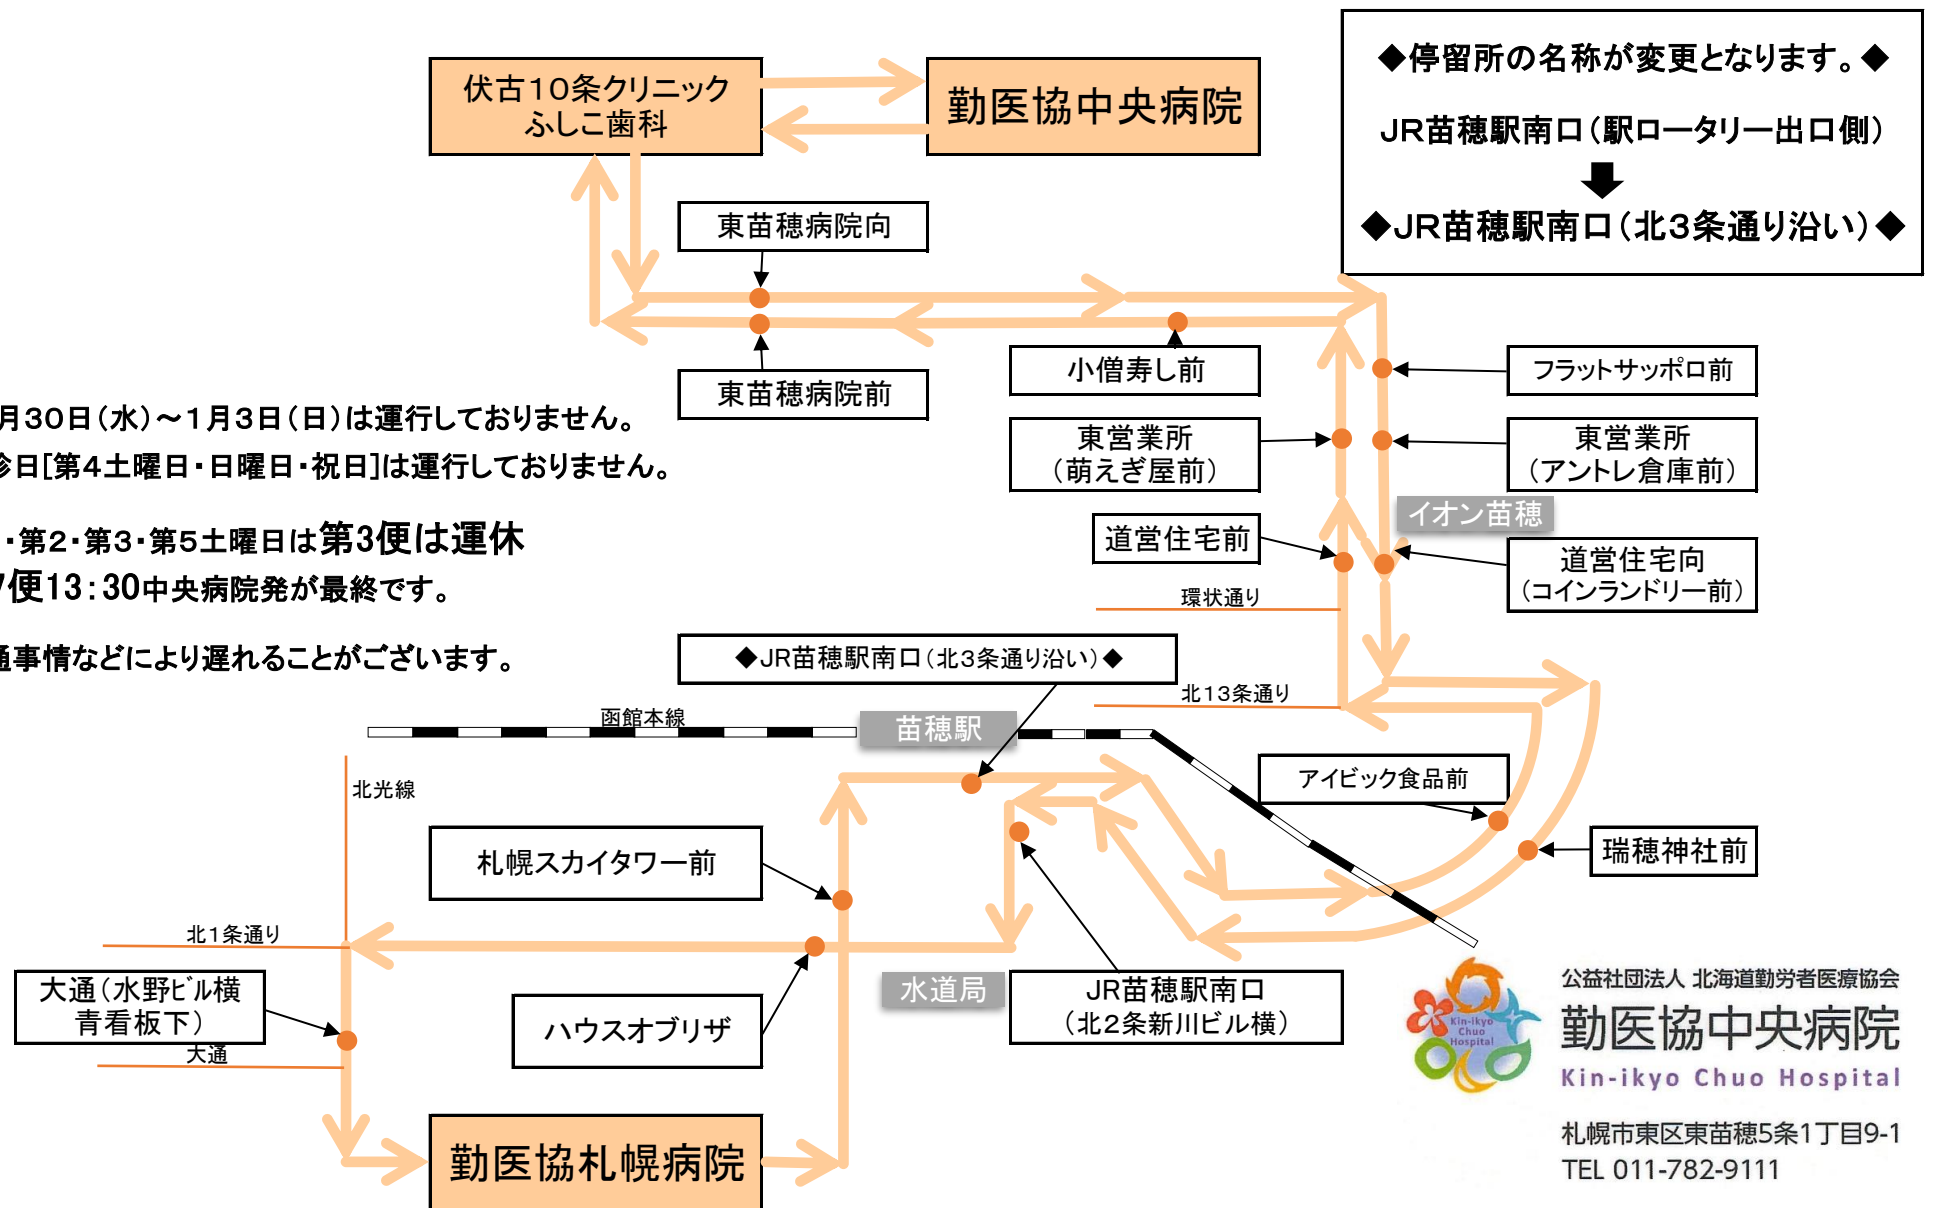 ◆停留所の名称が変更となります。◆
JR苗穂駅南口(駅ロータリー出口側)
◆JR苗穂駅南口(北3条通り沿い)◆
伏古10条クリニック
ふしこ歯科
勤医協中央病院
東苗穂病院向
東苗穂病院前
小僧寿し前
フラットサッポロ前
東営業所
(萌えぎ屋前)
東営業所
(アントレ倉庫前)
イオン苗穂
道営住宅前
道営住宅向
(コインランドリー前)
月30日(水)~1月3日(日)は運行しておりません。
診日[第4土曜日・日曜日・祝日]は運行しておりません。
・第2・第3・第5土曜日は第3便は運休
便13:30中央病院発が最終です。
通事情などにより遅れることがございます。
環状通り
◆JR苗穂駅南口(北3条通り沿い)◆
北13条通り
函館本線
苗穂駅
北光線
アイビック食品前
札幌スカイタワー前
瑞穂神社前
北1条通り
大通(水野ビル横
青看板下)
大通
ハウスオブリザ
水道局
JR苗穂駅南口
(北2条新川ビル横)
勤医協札幌病院
Kin-ikyo
Chuo
Hospital
公益社団法人 北海道勤労者医療協会
勤医協中央病院
Kin-ikyo Chuo Hospital
札幌市東区東苗穂5条1丁目9-1
TEL 011-782-9111